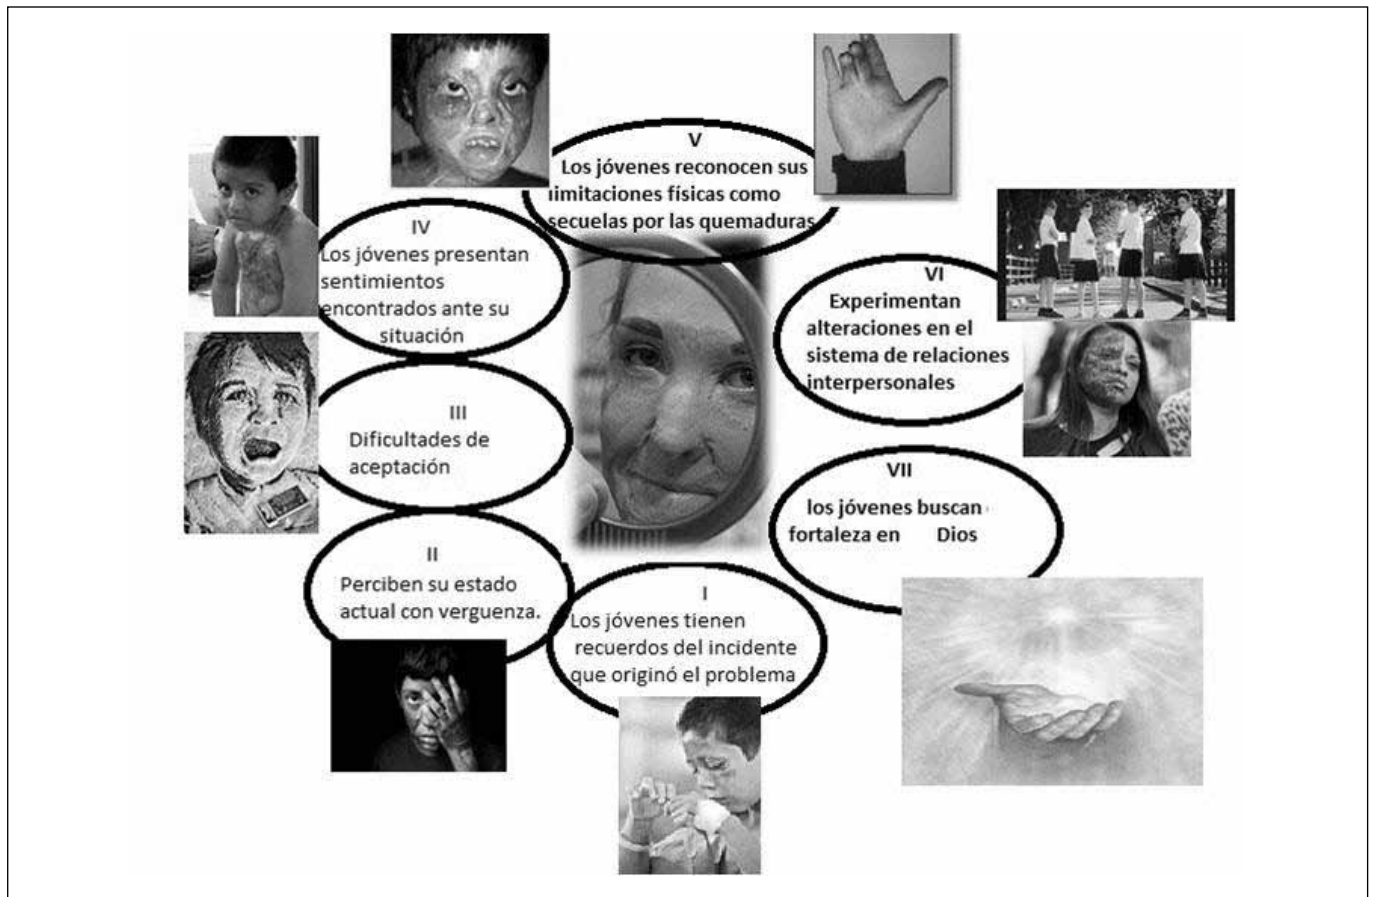 I
Los jóvenes tienen
recuerdos del incidente
que originó el problema
II
Perciben su estado
actual con verguenza.
III
Dificultades de
aceptación
IV
Los jóvenes presentan
sentimientos
encontrados ante su
situación
V
Los jóvenes reconocen sus
limitaciones físicas como
secuelas por las quemaduras
VI
Experimentan
alteraciones en el
sistema de relaciones
interpersonales
VII
los jóvenes buscan
fortaleza en Dios